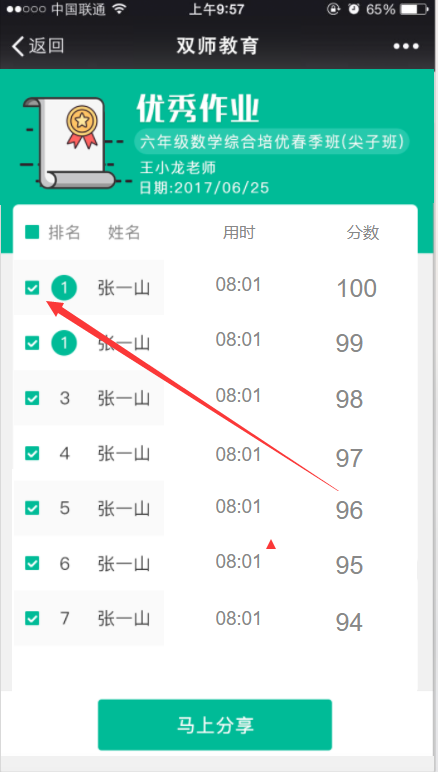 中国联通 上午9:57 65%
返回 双师教育
优秀作业
六年级数学综合培优春季班(尖子班)
王小龙老师
日期:2017/06/25
排名 姓名 用时 分数
1 张一山 08:01 100
1 张一山 08:01 99
3 张一山 08:01 98
4 张一山 08:01 97
5 张一山 08:01 96
6 张一山 08:01 95
7 张一山 08:01 94
马上分享